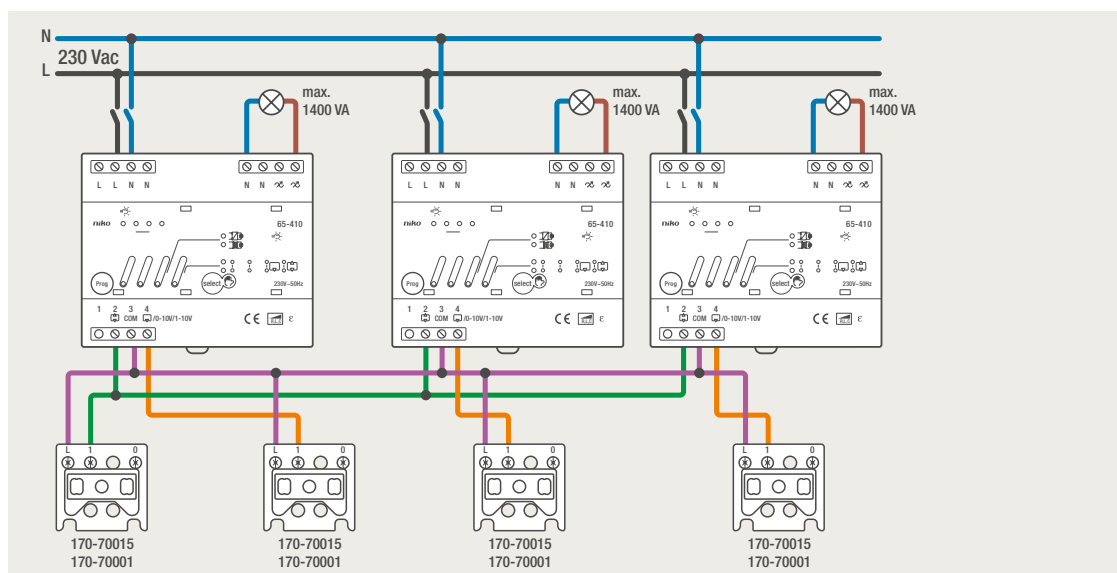 N
230 Vac
L
max.
1400 VA
max.
1400 VA
max.
1400 VA
L L N N
N N
L L N N
N N
L L N N
N N
niko
65-410
niko
65-410
niko
65-410
Prog
select
230V~50Hz
Prog
select
230V~50Hz
Prog
select
230V~50Hz
1 2 3 4
COM /0-10V/1-10V
CE
R.L.C
ε
1 2 3 4
COM /0-10V/1-10V
CE
R.L.C
ε
1 2 3 4
COM /0-10V/1-10V
CE
R.L.C
ε
L 1 0
L 1 0
L 1 0
L 1 0
170-70015
170-70001
170-70015
170-70001
170-70015
170-70001
170-70015
170-70001